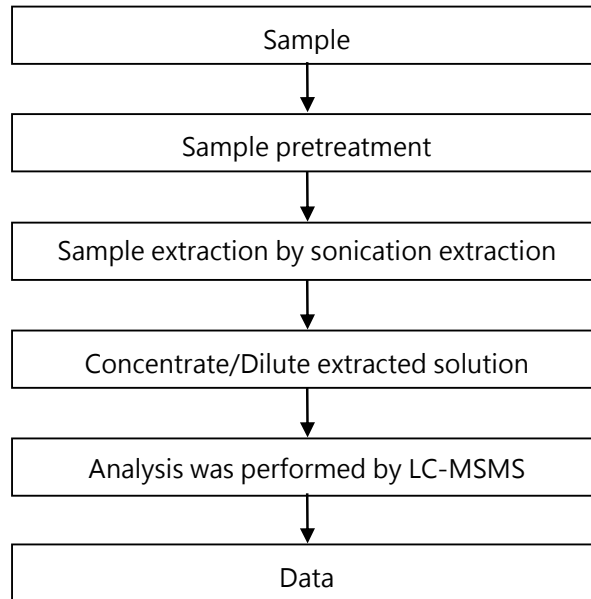 Sample
Sample pretreatment
Sample extraction by sonication extraction
Concentrate/Dilute extracted solution
Analysis was performed by LC-MSMS
Data